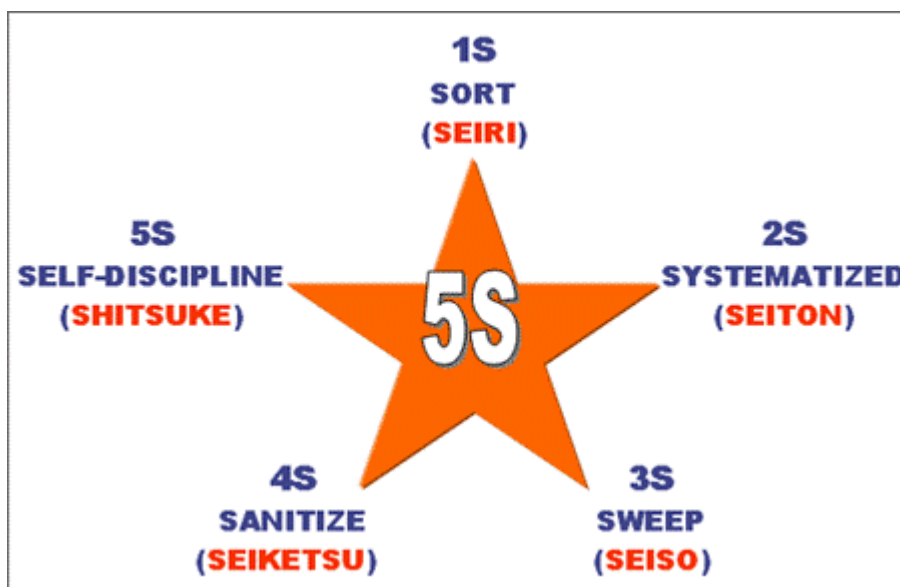 1S
SORT
(SEIRI)
5S
SELF-DISCIPLINE
(SHITSUKE)
5S
2S
SYSTEMATIZED
(SEITON)
4S
SANITIZE
(SEIKETSU)
3S
SWEEP
(SEISO)